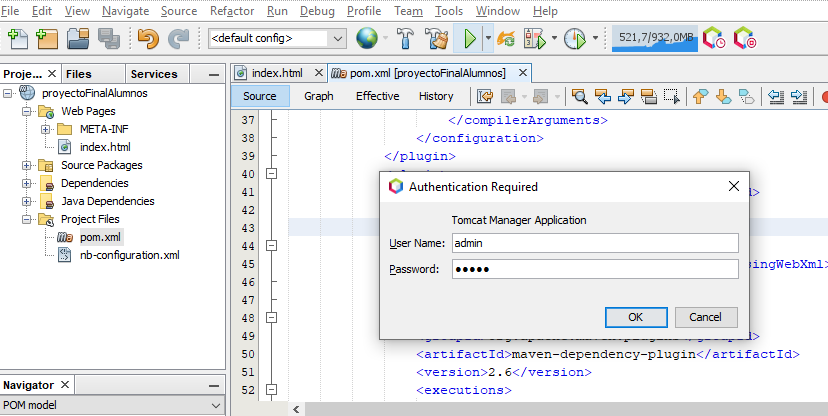 File Edit View Navigate Source Refactor Run Debug Profile Team Tools Window Help
<default config>
521,7/932,0MB
Proje...
Files
Services
index.html
pom.xml [proyectoFinalAlumnos]
proyectoFinalAlumnos
Web Pages
META-INF
index.html
Source Packages
Dependencies
Java Dependencies
Project Files
pom.xml
nb-configuration.xml
Navigator
POM model
Source Graph Effective History
37 </compilerArguments>
38 </configuration>
39 </plugin>
40
41
42
43
44
45
46
47
48
49
50 <artifactId>maven-dependency-plugin</artifactId>
51 <version>2.6</version>
52 <executions>
singWebXml>
Authentication Required
Tomcat Manager Application
User Name: admin
Password: •••••
OK Cancel